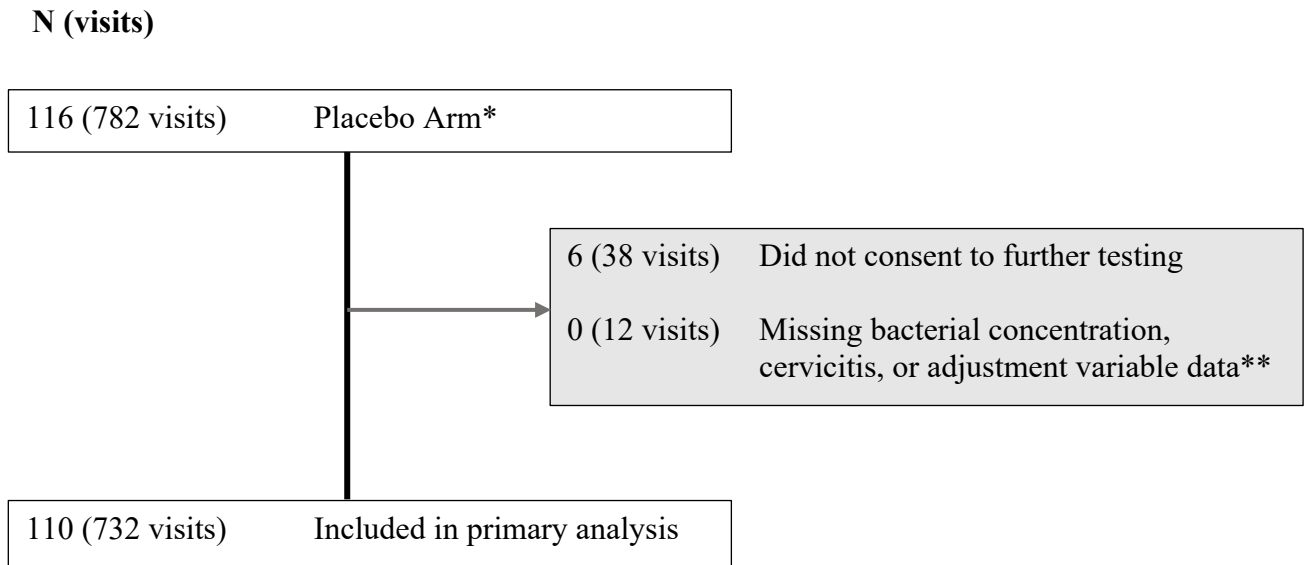 N (visits)
116 (782 visits) Placebo Arm*
6 (38 visits) Did not consent to further testing
0 (12 visits) Missing bacterial concentration,
cervicitis, or adjustment variable data**
110 (732 visits) Included in primary analysis